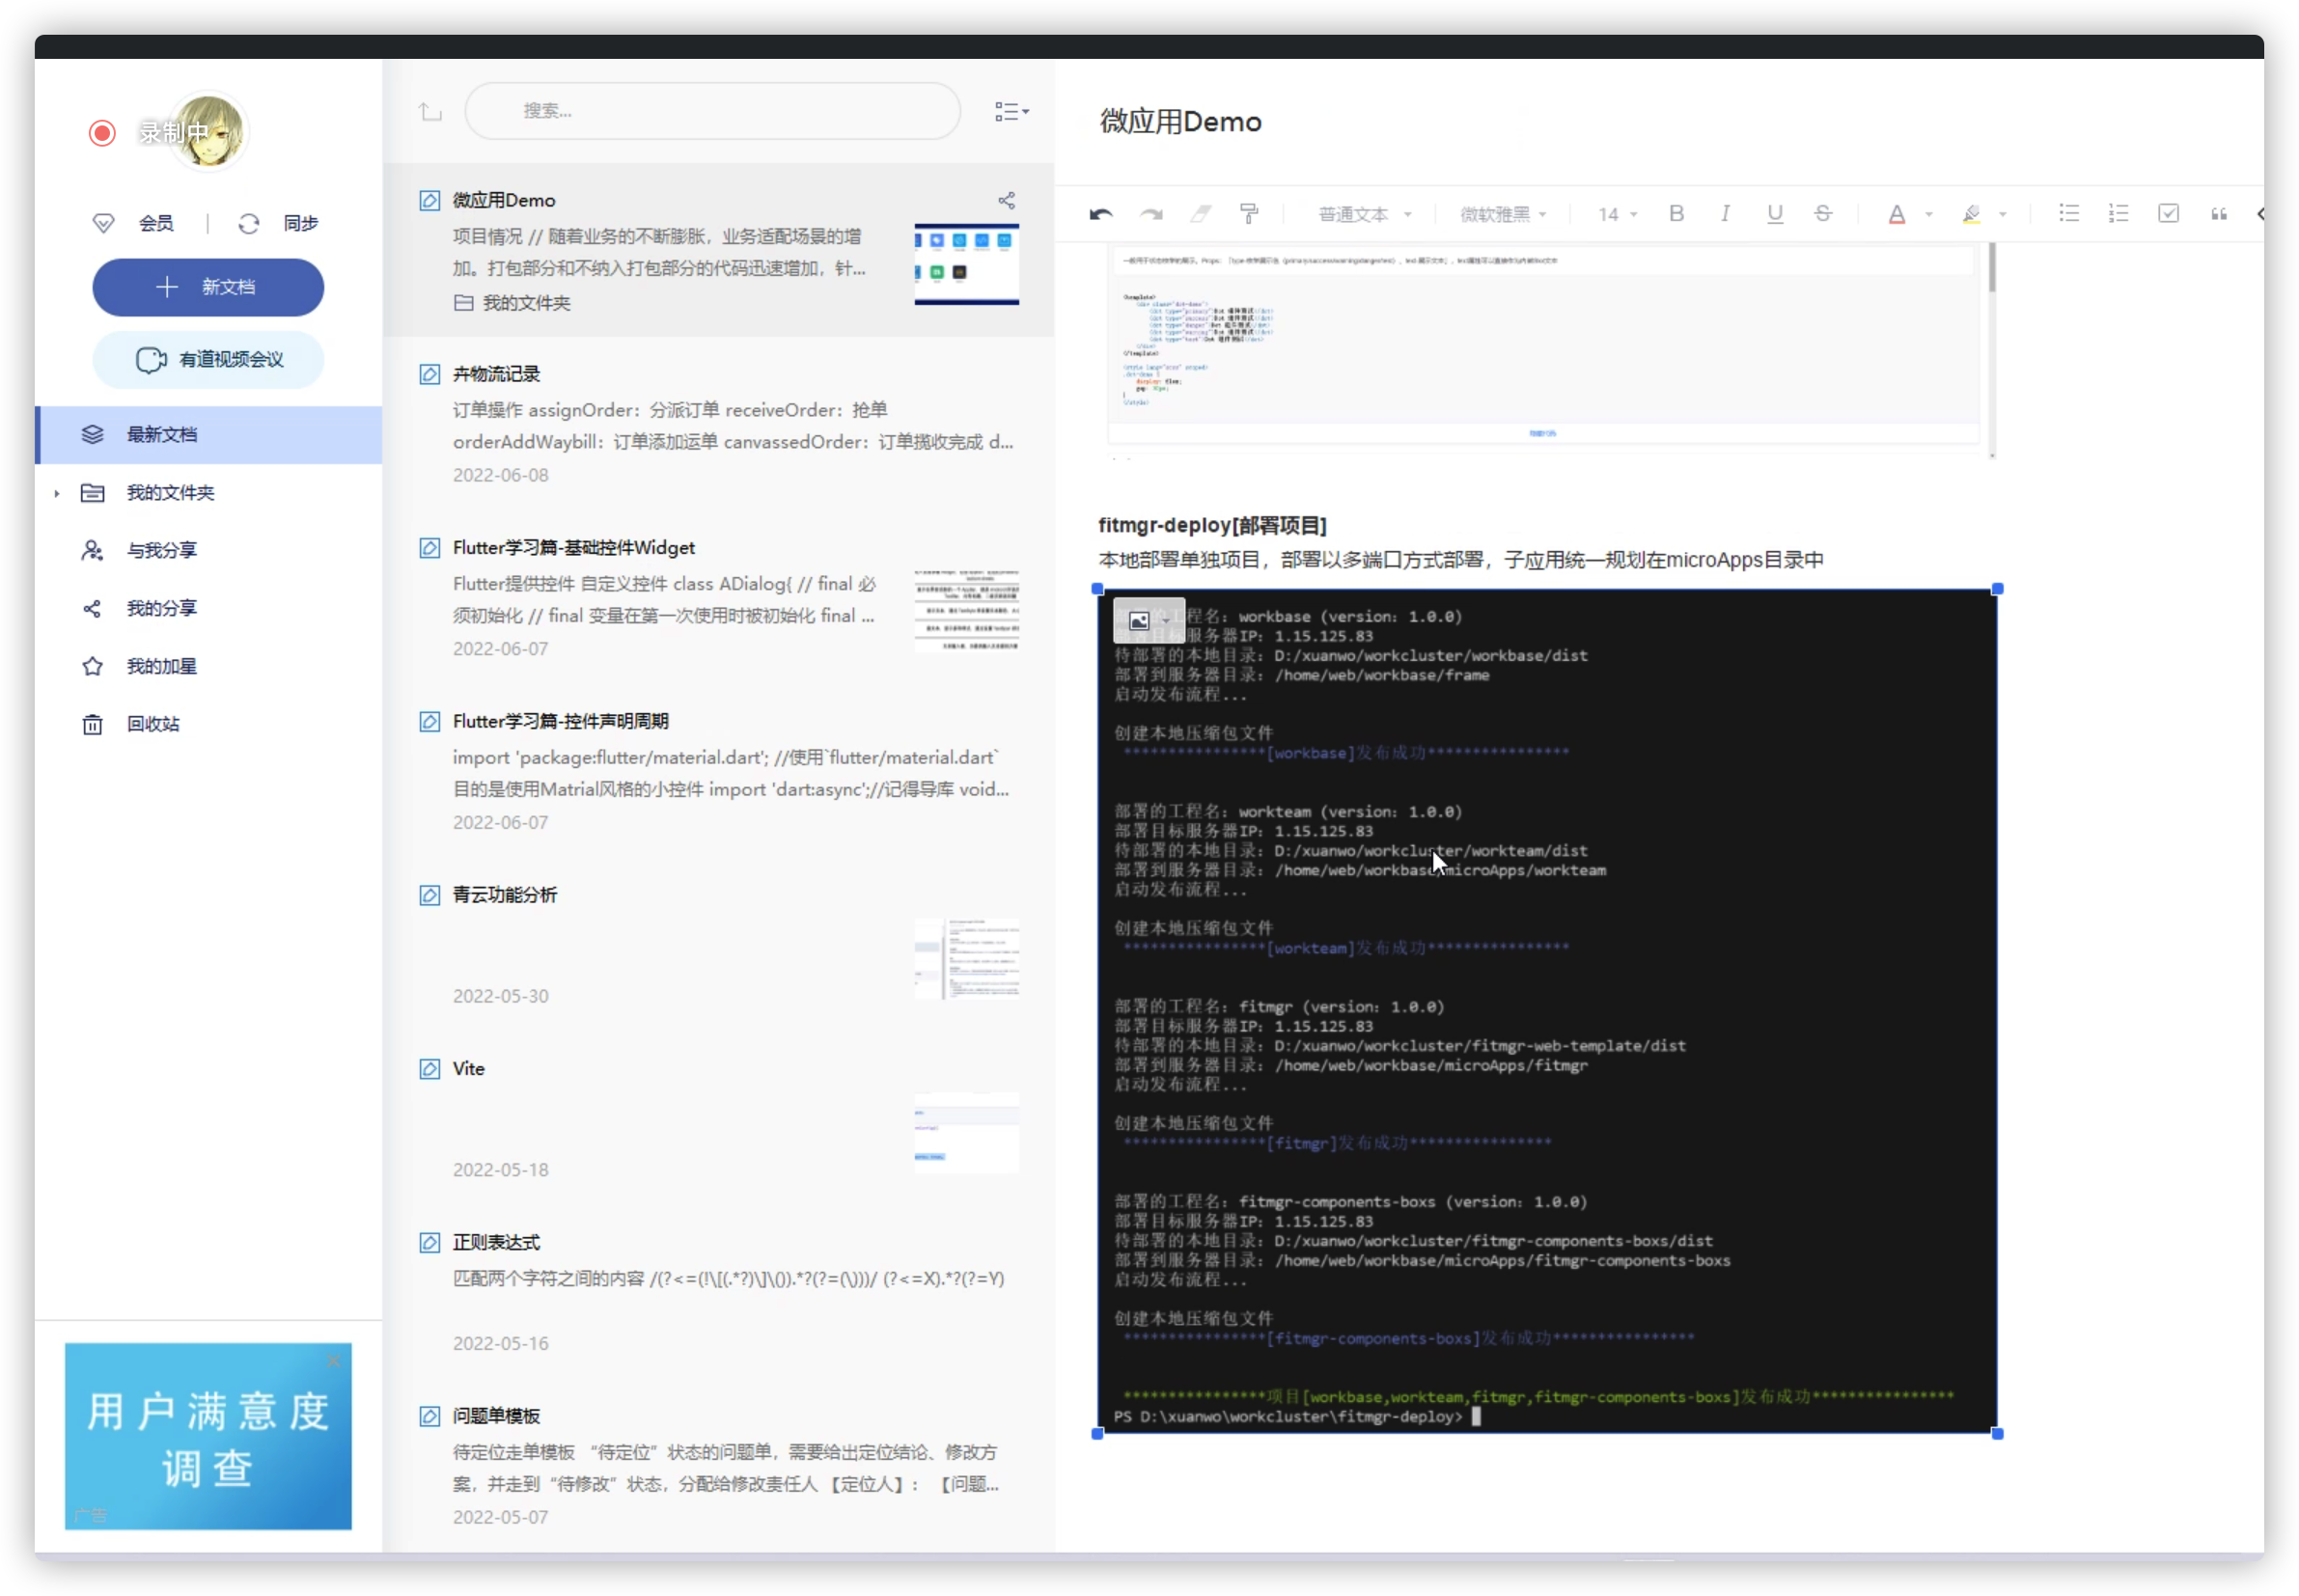 录制中
会员
同步
新文档
有道视频会议
最新文档
我的文件夹
与我分享
我的分享
我的加星
回收站
用户满意度
调查
广告
搜索...
微应用Demo
项目情况 // 随着业务的不断膨胀，业务适配场景的增
加。打包部分和不纳入打包部分的代码迅速增加，针...
我的文件夹
卉物流记录
订单操作 assignOrder：分派订单 receiveOrder：抢单
orderAddWaybill：订单添加运单 canvassedOrder：订单揽收完成 d...
2022-06-08
Flutter学习篇-基础控件Widget
Flutter提供控件 自定义控件 class ADialog{ // final 必
须初始化 // final 变量在第一次使用时被初始化 final ...
2022-06-07
Flutter学习篇-控件声明周期
import 'package:flutter/material.dart'; //使用`flutter/material.dart`
目的是使用Matrial风格的小控件 import 'dart:async';//记得导库 void...
2022-06-07
青云功能分析
2022-05-30
Vite
2022-05-18
正则表达式
匹配两个字符之间的内容 /(?<=(!\[(.*?)\]\()).*?(?=(\)))/ (?<=X).*?(?=Y)
2022-05-16
问题单模板
待定位走单模板 “待定位”状态的问题单，需要给出定位结论、修改方
案，并走到“待修改”状态，分配给修改责任人 【定位人】： 【问题...
2022-05-07
微应用Demo
普通文本 微软雅黑 14 B I U S A
fitmgr-deploy[部署项目]
本地部署单独项目，部署以多端口方式部署，子应用统一规划在microApps目录中
工程名：workbase (version: 1.0.0)
服务器IP：1.15.125.83
待部署的本地目录：D:/xuanwo/workcluster/workbase/dist
部署到服务器目录：/home/web/workbase/frame
启动发布流程...
创建本地压缩包文件
****************[workbase]发布成功****************
部署的工程名：workteam (version: 1.0.0)
部署目标服务器IP：1.15.125.83
待部署的本地目录：D:/xuanwo/workcluster/workteam/dist
部署到服务器目录：/home/web/workbase/microApps/workteam
启动发布流程...
创建本地压缩包文件
****************[workteam]发布成功****************
部署的工程名：fitmgr (version: 1.0.0)
部署目标服务器IP：1.15.125.83
待部署的本地目录：D:/xuanwo/workcluster/fitmgr-web-template/dist
部署到服务器目录：/home/web/workbase/microApps/fitmgr
启动发布流程...
创建本地压缩包文件
****************[fitmgr]发布成功****************
部署的工程名：fitmgr-components-boxs (version: 1.0.0)
部署目标服务器IP：1.15.125.83
待部署的本地目录：D:/xuanwo/workcluster/fitmgr-components-boxs/dist
部署到服务器目录：/home/web/workbase/microApps/fitmgr-components-boxs
启动发布流程...
创建本地压缩包文件
****************[fitmgr-components-boxs]发布成功****************
****************项目[workbase,workteam,fitmgr,fitmgr-components-boxs]发布成功****************
PS D:\xuanwo\workcluster\fitmgr-deploy>